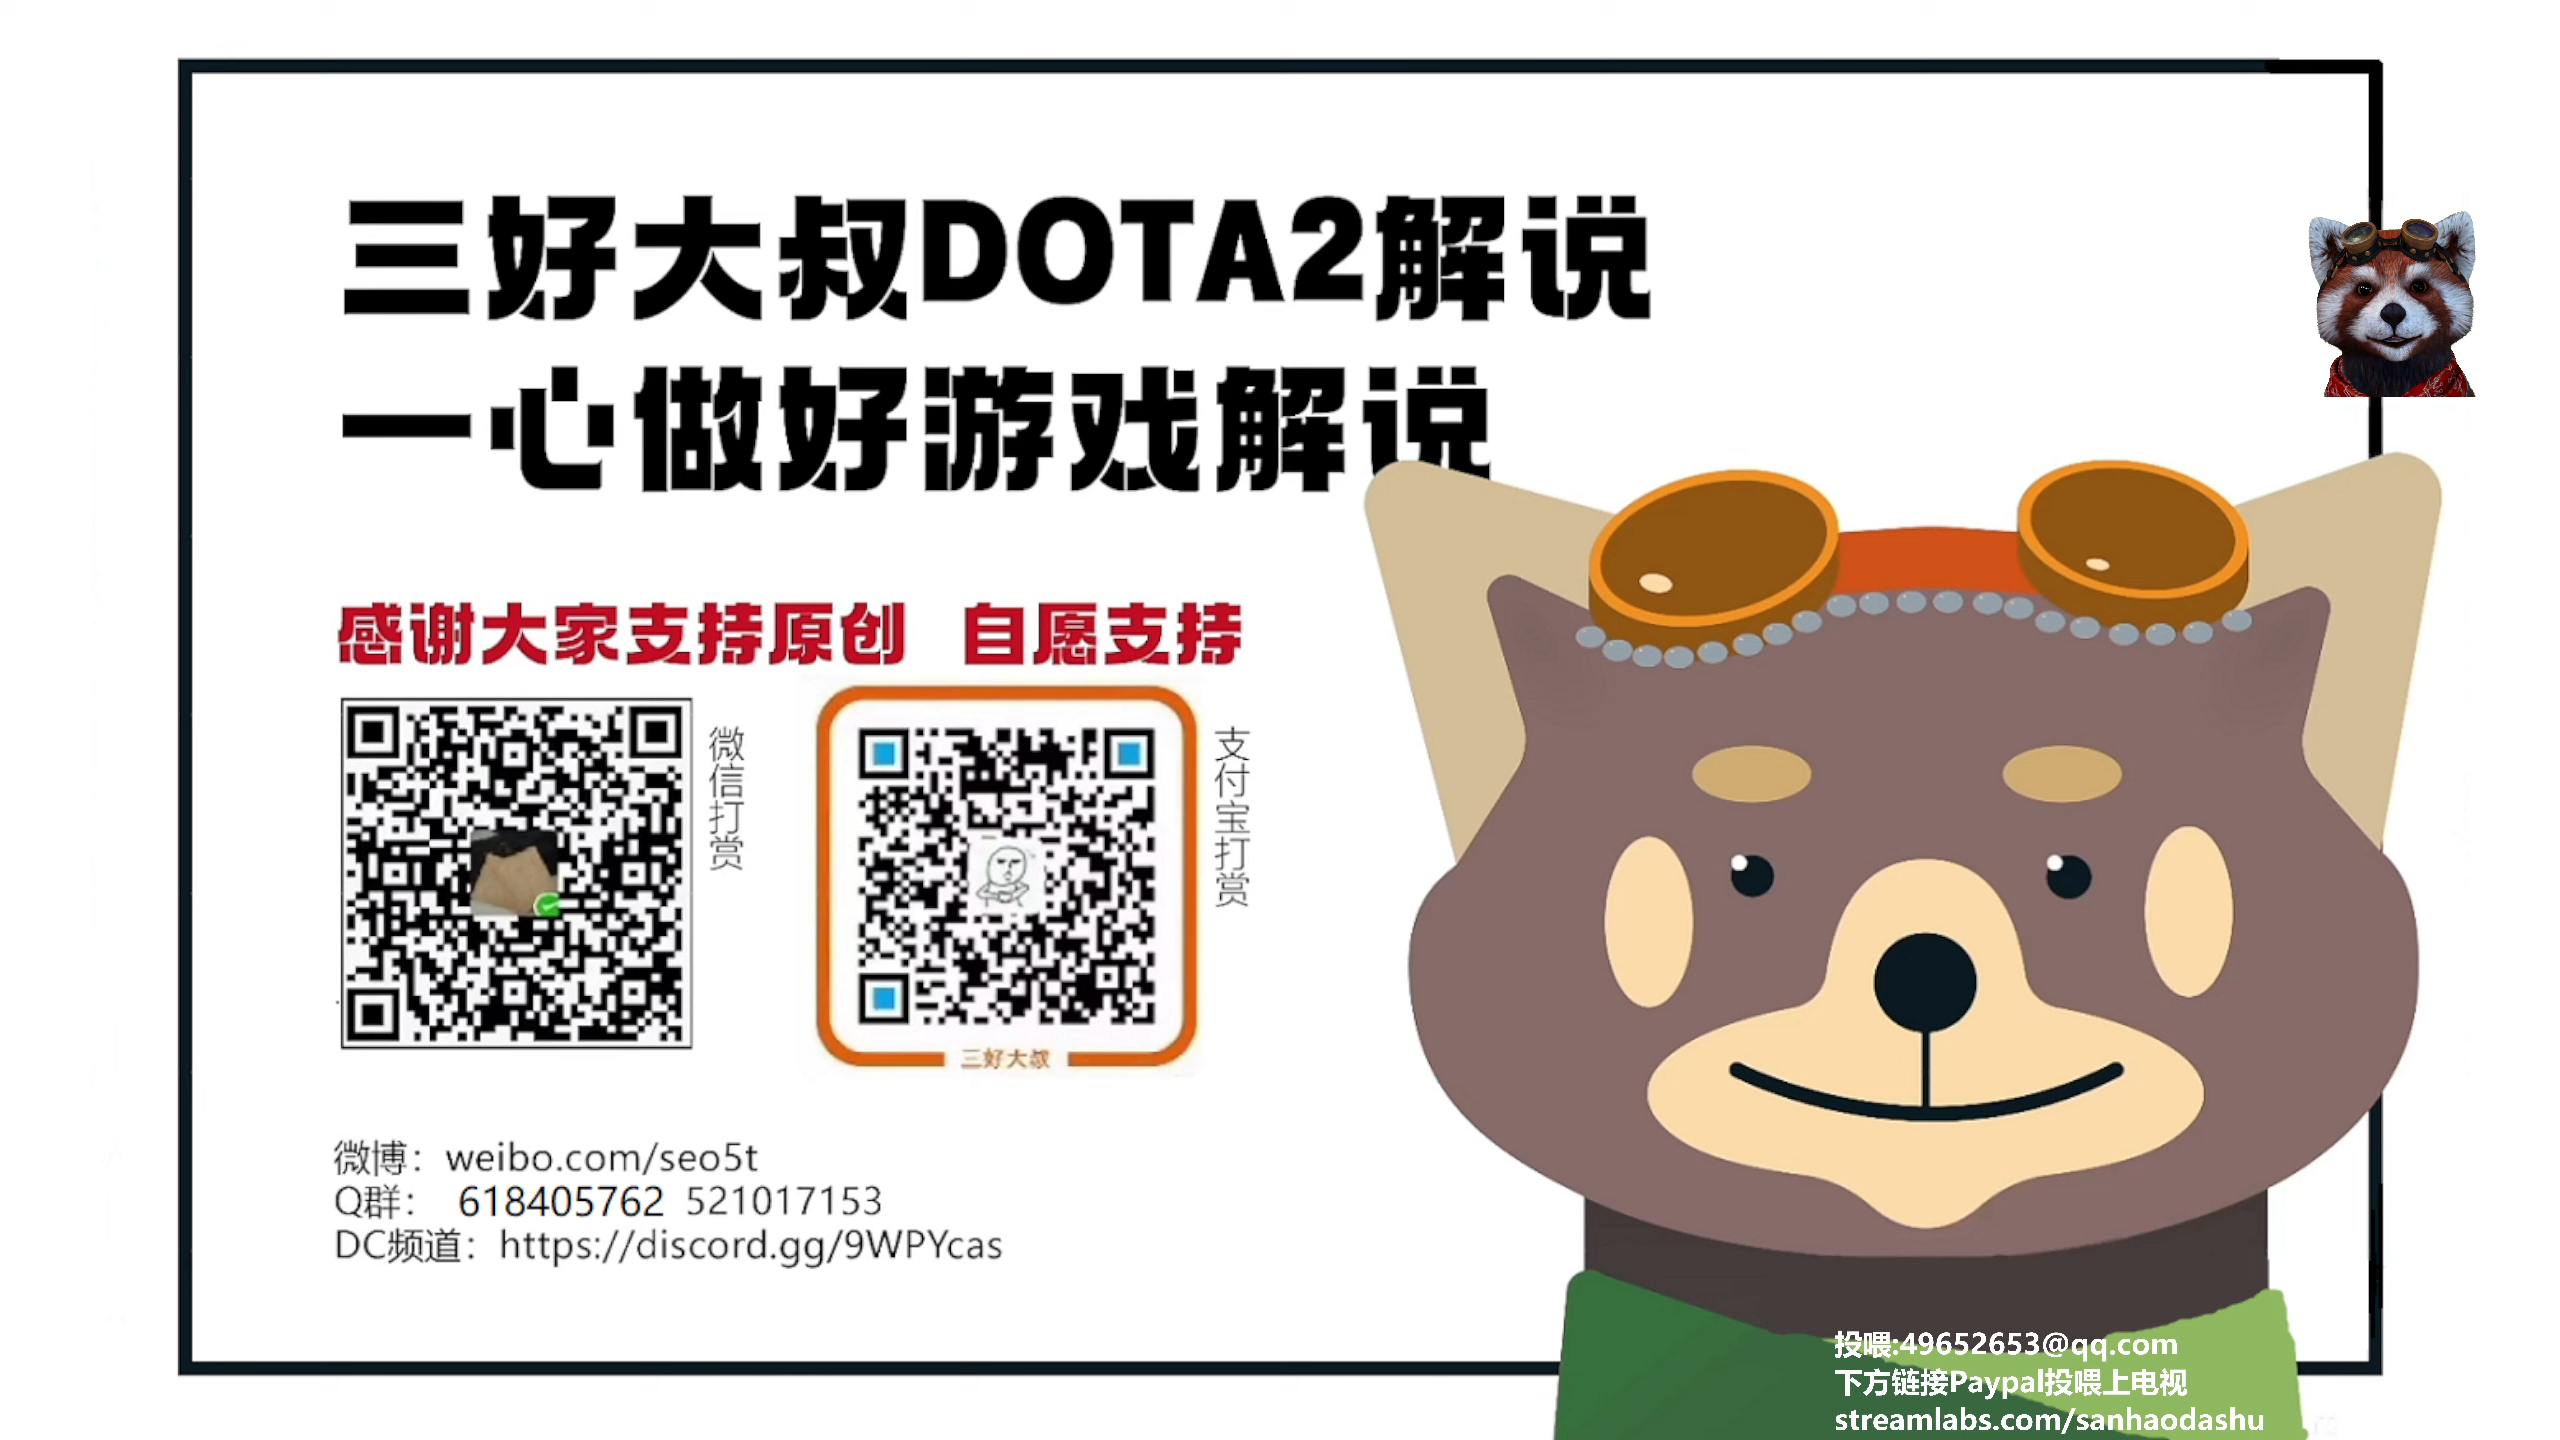 三好大叔DOTA2解说
一心做好游戏解说
感谢大家支持原创 自愿支持
微信打赏
支付宝打赏
三好大叔
微博：weibo.com/seo5t
Q群： 618405762 521017153
DC频道：https://discord.gg/9WPYcas
投喂:49652653@qq.com
下方链接Paypal投喂上电视
streamlabs.com/sanhaodashu